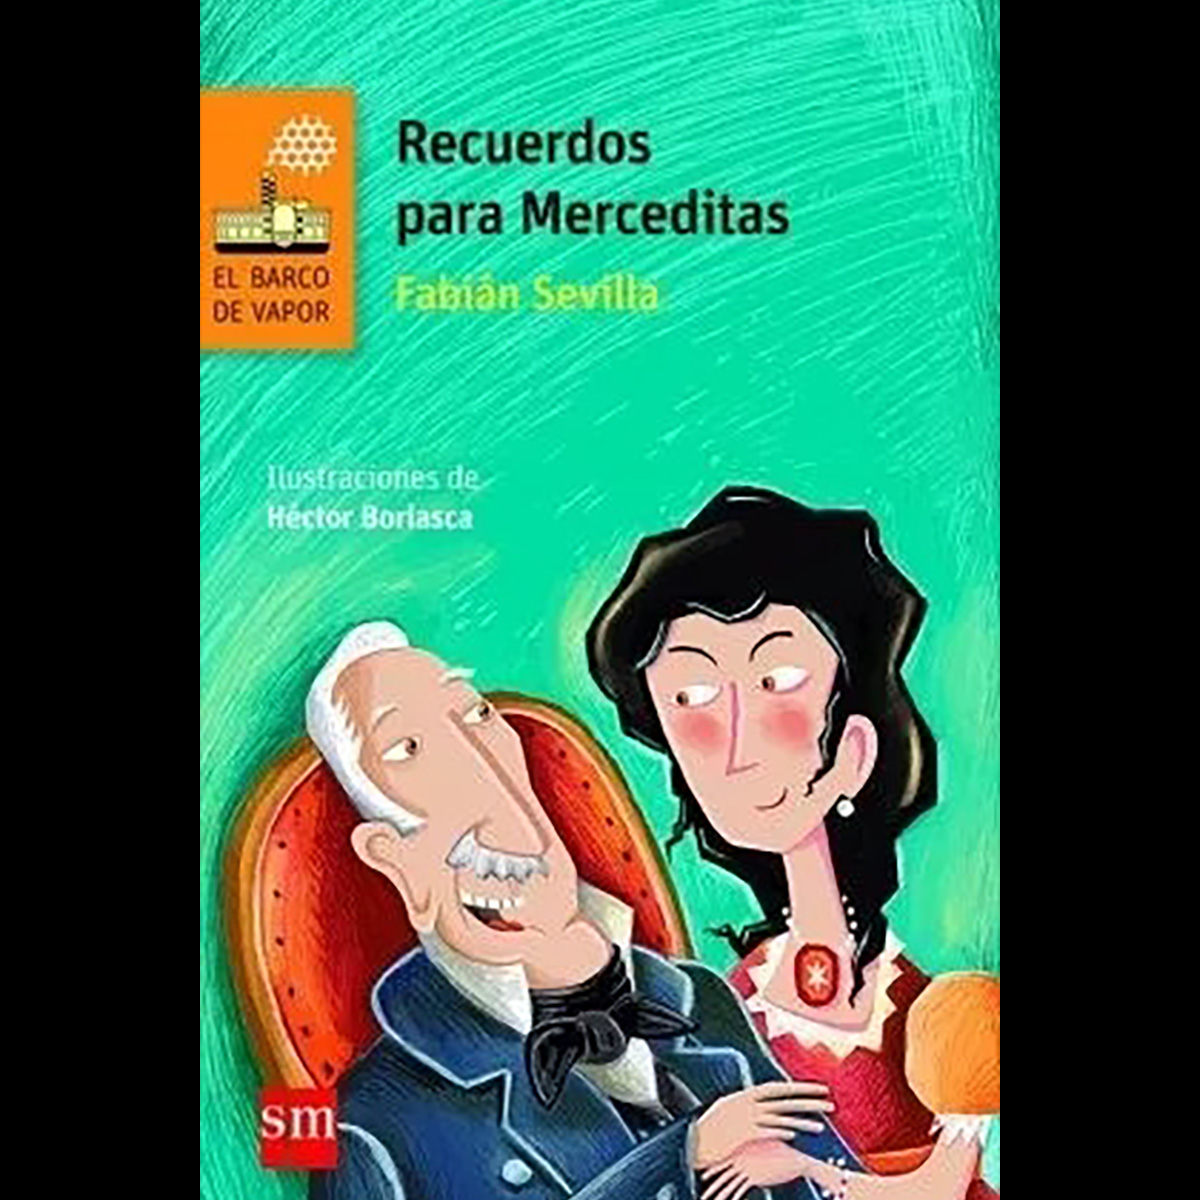 Recuerdos
para Merceditas
Fabián Sevilla
EL BARCO
DE VAPOR
Ilustraciones de
Héctor Borlasca
sm